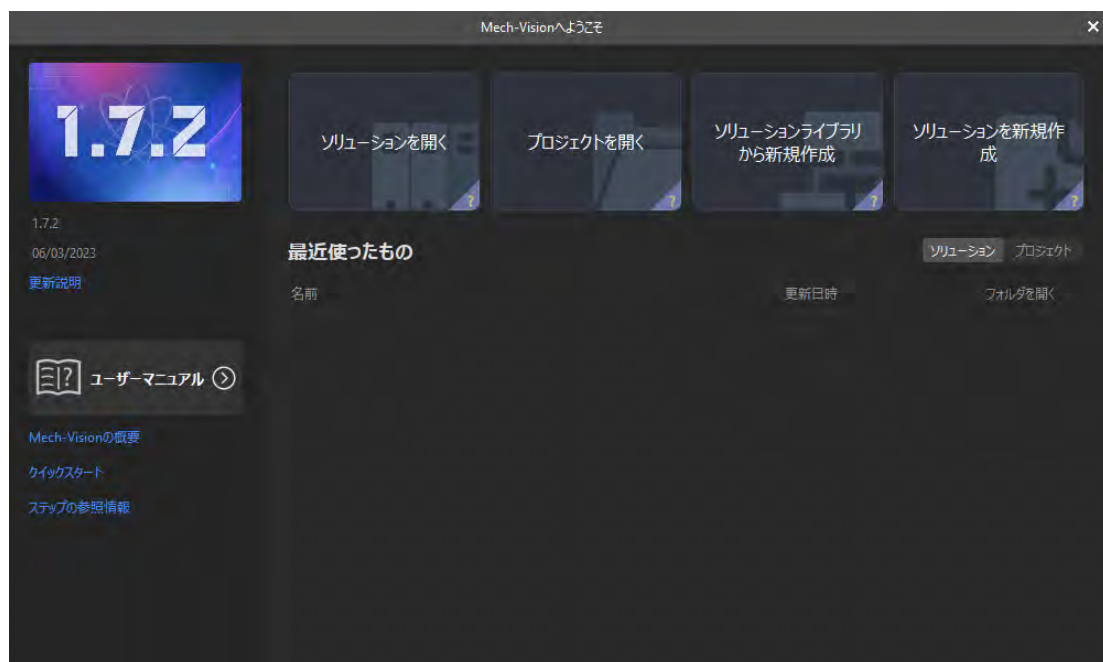 Mech-Visionへようこそ
×
1.7.2
ソリューションを開く
?
プロジェクトを開く
?
ソリューションライブラリ
から新規作成
?
ソリューションを新規作
成
?
1.7.2
06/03/2023
更新説明
最近使ったもの
ソリューション
プロジェクト
名前
更新日時
フォルダを開く
?
ユーザーマニュアル
Mech-Visionの概要
クイックスタート
ステップの参照情報